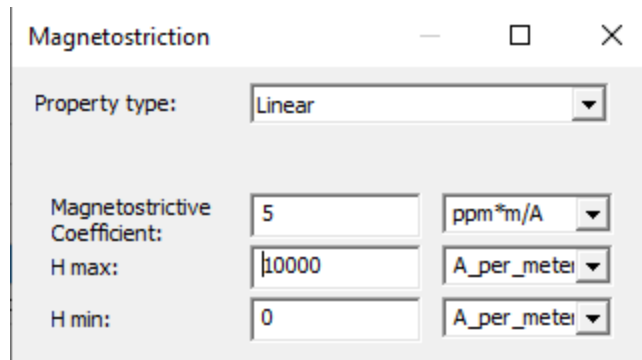 Magnetostriction
Property type: Linear
Magnetostrictive
Coefficient: 5 ppm*m/A
H max: 10000 A_per_meter
H min: 0 A_per_meter